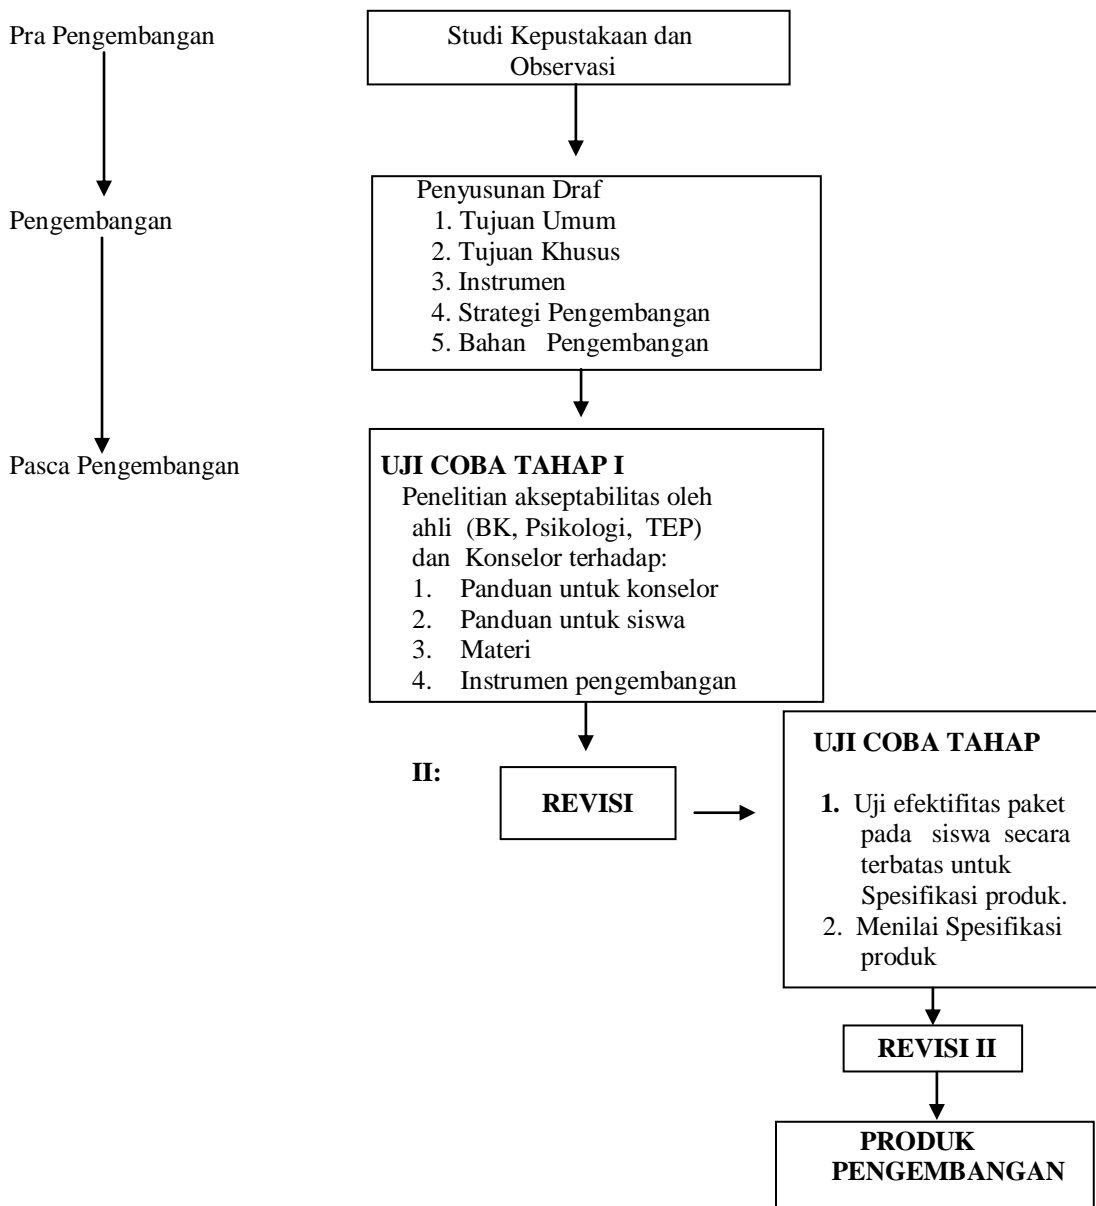 Pra Pengembangan
Studi Kepustakaan dan
Observasi
Pengembangan
Penyusunan Draf
1. Tujuan Umum
2. Tujuan Khusus
3. Instrumen
4. Strategi Pengembangan
5. Bahan Pengembangan
Pasca Pengembangan
UJI COBA TAHAP I
Penelitian akseptabilitas oleh
ahli (BK, Psikologi, TEP)
dan Konselor terhadap:
1. Panduan untuk konselor
2. Panduan untuk siswa
3. Materi
4. Instrumen pengembangan
II:
REVISI
UJI COBA TAHAP
1. Uji efektifitas paket
pada siswa secara
terbatas untuk
Spesifikasi produk.
2. Menilai Spesifikasi
produk
REVISI II
PRODUK
PENGEMBANGAN